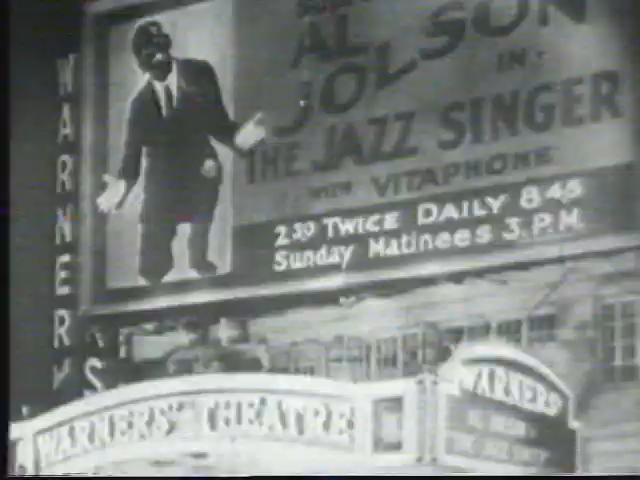 AL JOLSON
IN
THE JAZZ SINGER
WITH VITAPHONE
2:30 TWICE DAILY 8:45
Sunday Matinees 3. P.M.
WARNER
S
WARNERS' THEATRE
WARNERS'